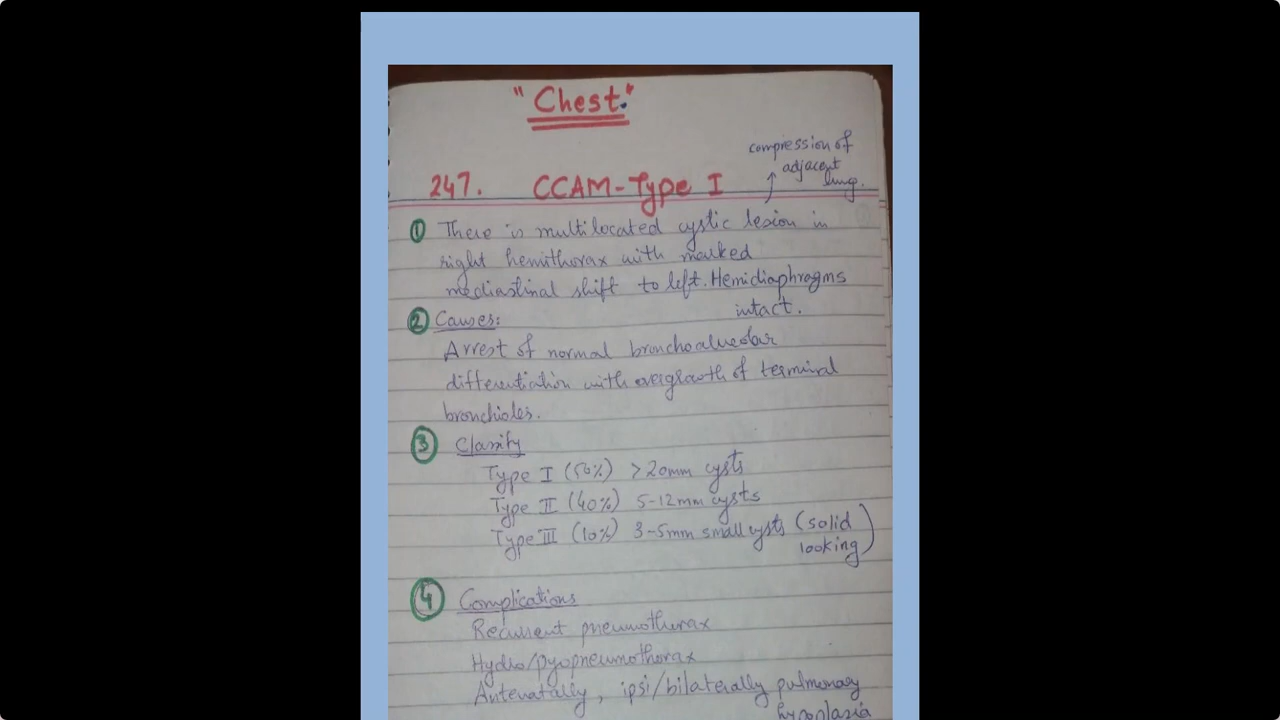 "Chest."
compression of
adjacent
lung.
247. CCAM-Type I
① There is multilocated cystic lesion in
right hemithorax with marked
mediastinal shift to left. Hemidiaphragms
intact.
② Causes:
Arrest of normal bronchoalveolar
differentiation with overgrowth of terminal
bronchioles.
③ Classify
Type I (50%) >20mm cysts
Type II (40%) 5-12mm cysts
Type III (10%) 3-5mm small cysts (solid
looking)
④ Complications
Recurrent pneumothorax
Hydro/pyopneumothorax
Antenatally, ipsi/bilaterally pulmonary
hypoplasia